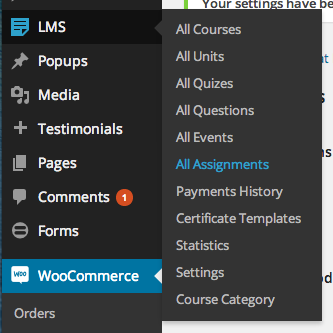 Your settings have be
LMS
Popups
Media
Testimonials
Pages
Comments 1
Forms
WooCommerce
Orders
All Courses
All Units
All Quizes
All Questions
All Events
All Assignments
Payments History
Certificate Templates
Statistics
Settings
Course Category